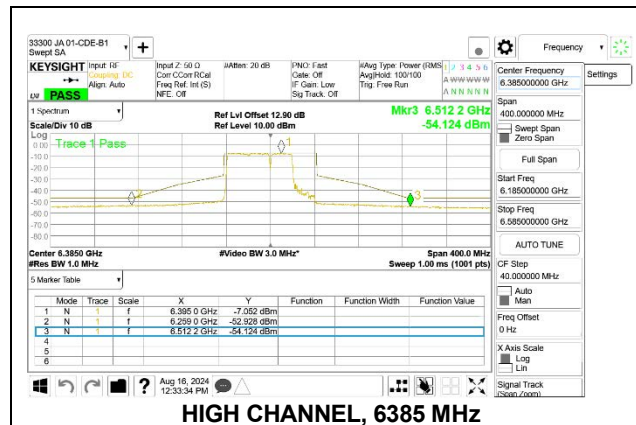 33300 JA 01-CDE-B1
Swept SA
Frequency
KEYSIGHT
Input: RF
Coupling: DC
Align: Auto
Input Z: 50 Ω
Corr CCorr RCal
Freq Ref: Int (S)
NFE: Off
#Atten: 20 dB
PNO: Fast
Gate: Off
IF Gain: Low
Sig Track: Off
#Avg Type: Power (RMS
Avg|Hold: 100/100
Trig: Free Run
1 2 3 4 5 6
A W W W W W
A N N N N N
LXI
PASS
Center Frequency
6.385000000 GHz
Settings
Span
400.000000 MHz
Swept Span
Zero Span
Full Span
Start Freq
6.185000000 GHz
Stop Freq
6.585000000 GHz
AUTO TUNE
CF Step
40.000000 MHz
Auto
Man
Freq Offset
0 Hz
X Axis Scale
Log
Lin
Signal Track
(Span Zoom)
1 Spectrum
Scale/Div 10 dB
Ref Lvl Offset 12.90 dB
Ref Level 10.00 dBm
Mkr3 6.512 2 GHz
-54.124 dBm
Log
Trace 1 Pass
0.00
-10.0
-20.0
-30.0
-40.0
-50.0
-60.0
-70.0
-80.0
1
2
3
Center 6.3850 GHz
#Res BW 1.0 MHz
#Video BW 3.0 MHz*
Span 400.0 MHz
Sweep 1.00 ms (1001 pts)
5 Marker Table
Mode Trace Scale X Y Function Function Width Function Value
1 N 1 f 6.395 0 GHz -7.052 dBm
2 N 1 f 6.259 0 GHz -52.928 dBm
3 N 1 f 6.512 2 GHz -54.124 dBm
4
5
6
Aug 16, 2024
12:33:34 PM
HIGH CHANNEL, 6385 MHz